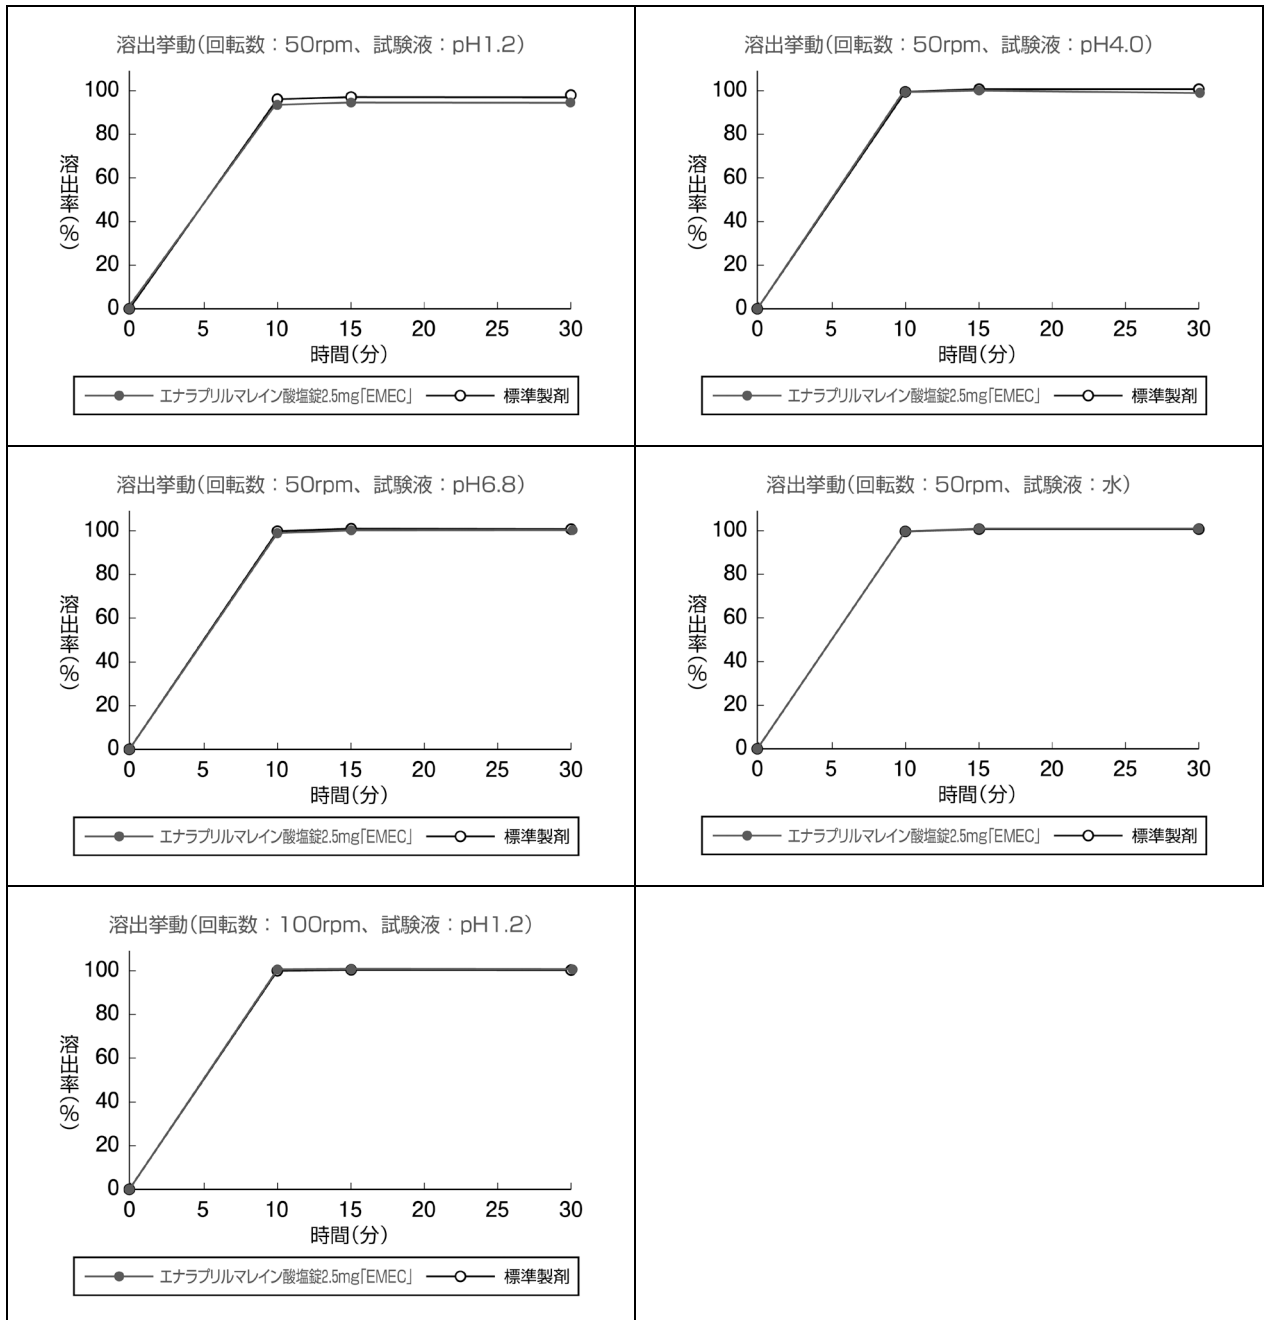 溶出挙動(回転数：50rpm、試験液：pH1.2)
100
80
60
40
20
0
溶出率(%)
0 5 10 15 20 25 30
時間(分)
エナラプリルマレイン酸塩錠2.5mg「EMEC」 標準製剤
溶出挙動(回転数：50rpm、試験液：pH4.0)
100
80
60
40
20
0
溶出率(%)
0 5 10 15 20 25 30
時間(分)
エナラプリルマレイン酸塩錠2.5mg「EMEC」 標準製剤
溶出挙動(回転数：50rpm、試験液：pH6.8)
100
80
60
40
20
0
溶出率(%)
0 5 10 15 20 25 30
時間(分)
エナラプリルマレイン酸塩錠2.5mg「EMEC」 標準製剤
溶出挙動(回転数：50rpm、試験液：水)
100
80
60
40
20
0
溶出率(%)
0 5 10 15 20 25 30
時間(分)
エナラプリルマレイン酸塩錠2.5mg「EMEC」 標準製剤
溶出挙動(回転数：100rpm、試験液：pH1.2)
100
80
60
40
20
0
溶出率(%)
0 5 10 15 20 25 30
時間(分)
エナラプリルマレイン酸塩錠2.5mg「EMEC」 標準製剤